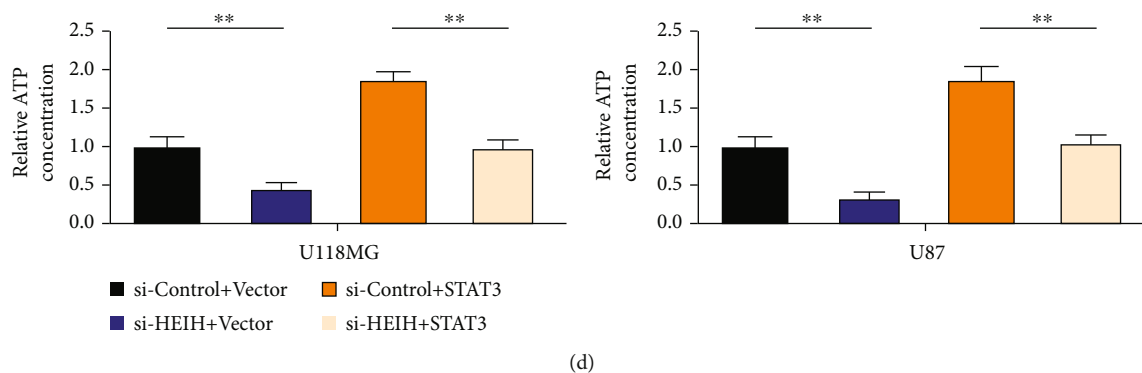 ** **
2.5
2.0
1.5
1.0
0.5
0.0
Relative ATP
concentration
U118MG
** **
2.5
2.0
1.5
1.0
0.5
0.0
Relative ATP
concentration
U87
si-Control+Vector
si-HEIH+Vector
si-Control+STAT3
si-HEIH+STAT3
(d)